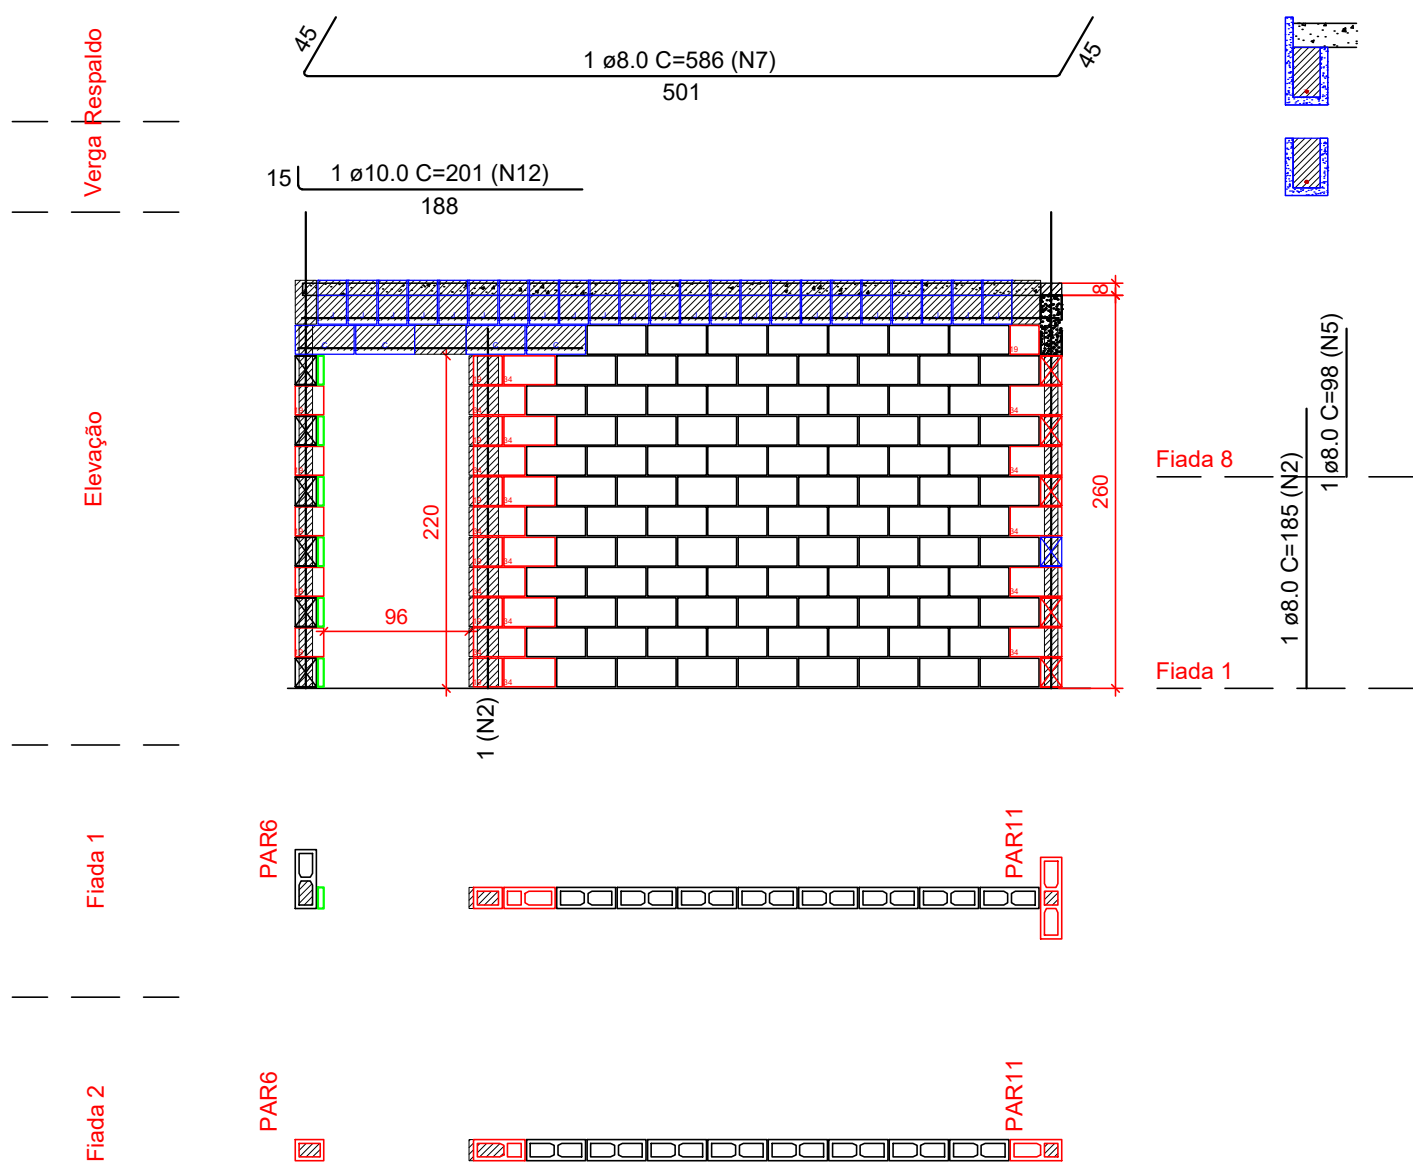 Respaldo
45
1 ø8.0 C=586 (N7)
501
45
Verga
15
1 ø10.0 C=201 (N12)
188
Elevação
8
220
96
260
19
34
1 (N2)
Fiada 8
Fiada 1
1 ø8.0 C=185 (N2)
1 ø8.0 C=98 (N5)
Fiada 1
PAR6
PAR11
Fiada 2
PAR6
PAR11